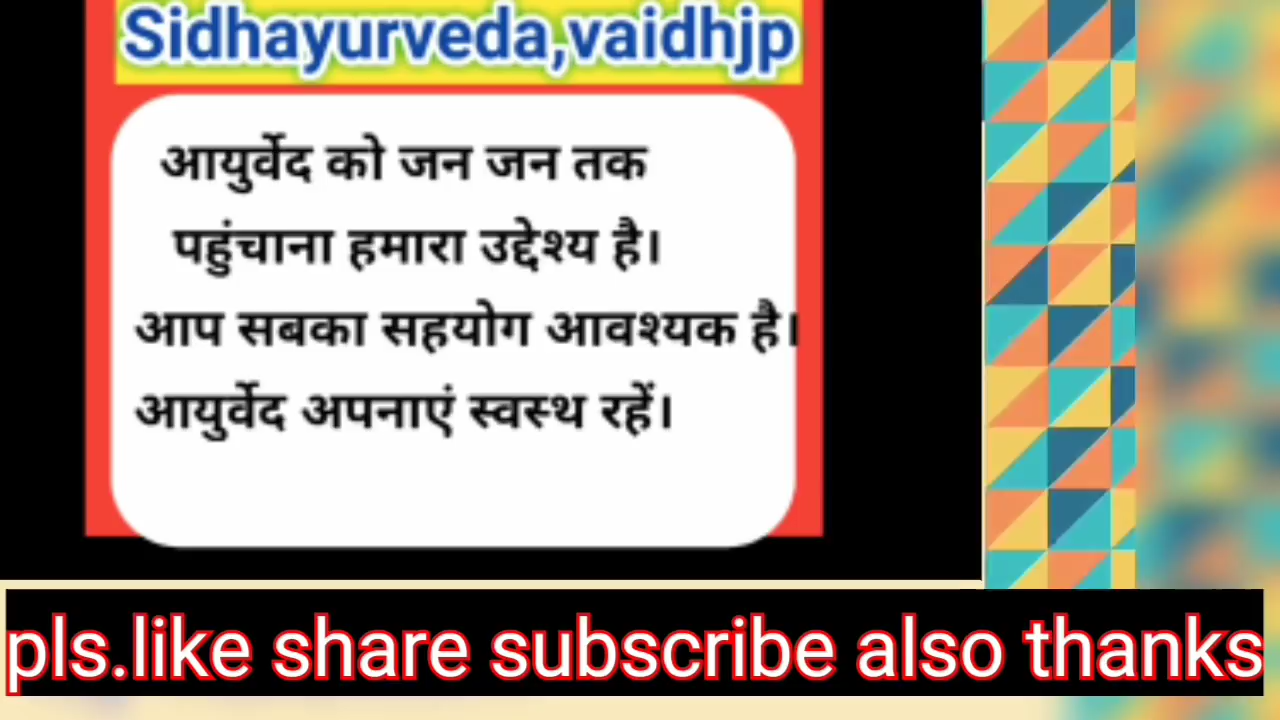 Sidhayurveda,vaidhjp
आयुर्वेद को जन जन तक
पहुंचाना हमारा उद्देश्य है।
आप सबका सहयोग आवश्यक है।
आयुर्वेद अपनाएं स्वस्थ रहें।
pls.like share subscribe also thanks